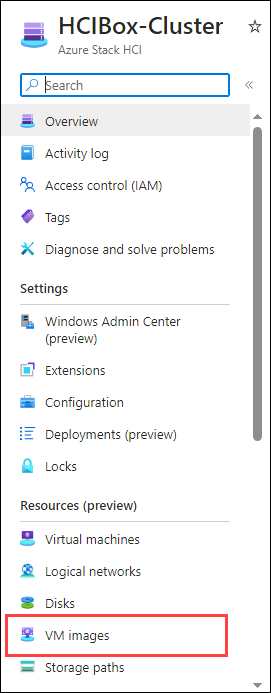 HCIBox-Cluster
Azure Stack HCI
Search
Overview
Activity log
Access control (IAM)
Tags
Diagnose and solve problems
Settings
Windows Admin Center
(preview)
Extensions
Configuration
Deployments (preview)
Locks
Resources (preview)
Virtual machines
Logical networks
Disks
VM images
Storage paths